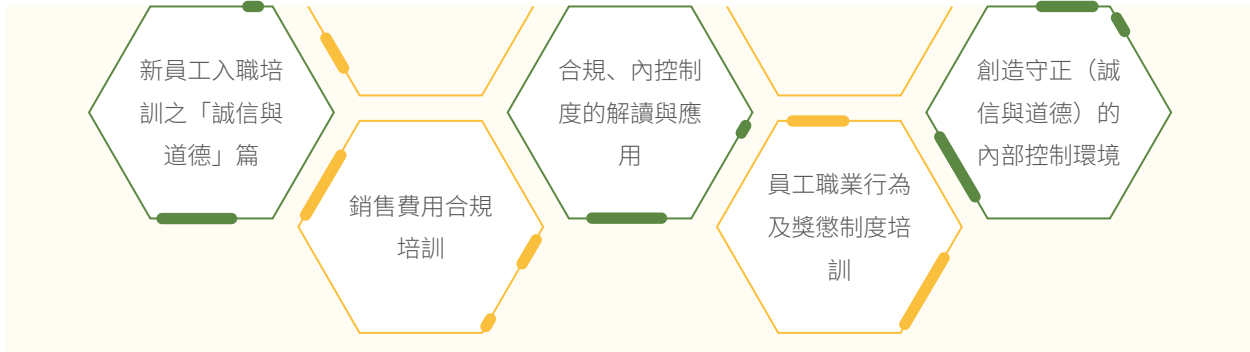 新員工入職培
訓之「誠信與
道德」篇
銷售費用合規
培訓
合規、內控制
度的解讀與應
用
員工職業行為
及獎懲制度培
訓
創造守正（誠
信與道德）的
內部控制環境